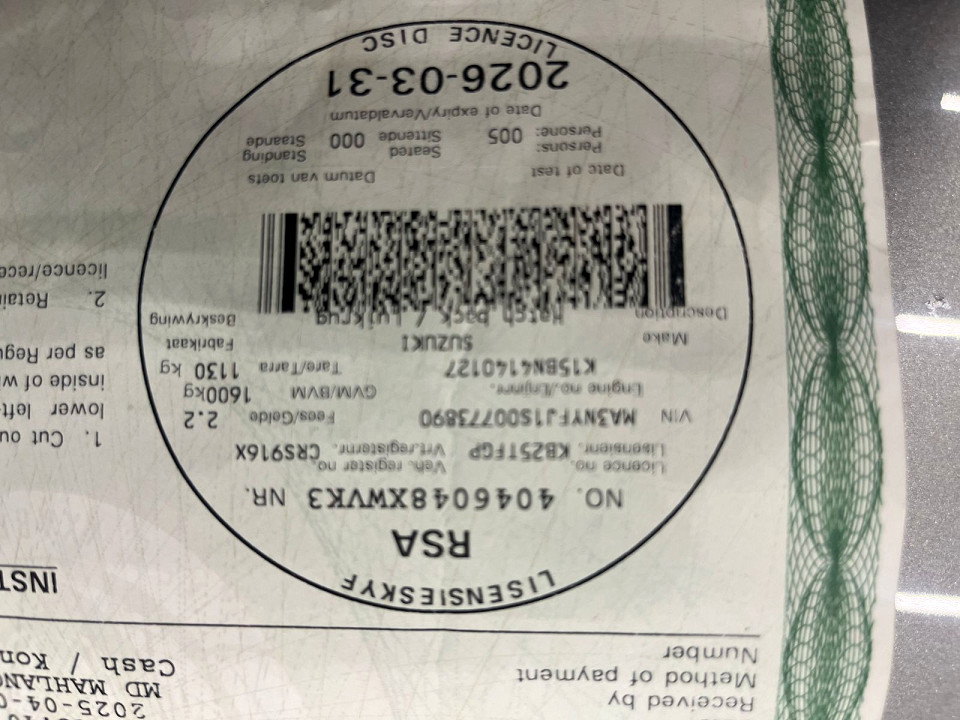 Received by
2025-04-0
Method of payment
MD MAHLANG
Number
Cash / Kon
INST
1. Cut ou
lower left-
inside of wi
as per Regu
2. Retai
licence/rece
LISENSIESKYF
RSA
NO. 4046048XWVK3 NR.
Licence no. Veh. register no.
Lisensienr. KB25TFGP Vrt.registernr. CRS916X
VIN MA3NYFJ1S00773890 Fees/Gelde 2.2
Engine no./Enjinnr. GVM/BVM 1600kg
K15BN4140127 Tare/Tarra 1130 kg
Make SUZUKI Fabrikaat
Description Hatch back / Luikrug Beskrywing
Date of test Datum van toets
Persons: Seated Standing
Persone: 005 Sittende 000 Staande
Date of expiry/Vervaldatum
2026-03-31
LICENCE DISC